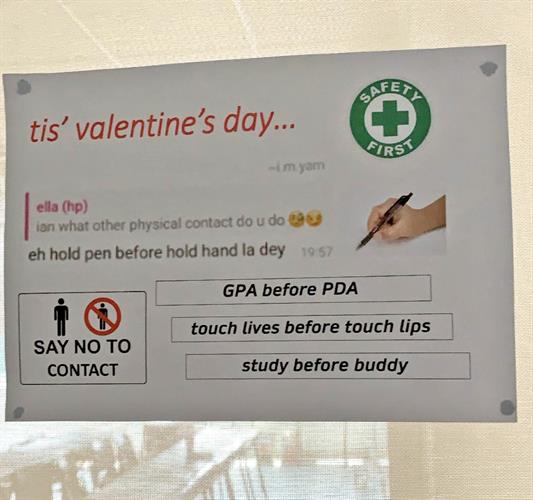 tis' valentine's day...
SAFETY
FIRST
~i.m.yam
ella (hp)
ian what other physical contact do u do 🤔😉
eh hold pen before hold hand la dey 19:57
GPA before PDA
touch lives before touch lips
study before buddy
SAY NO TO
CONTACT